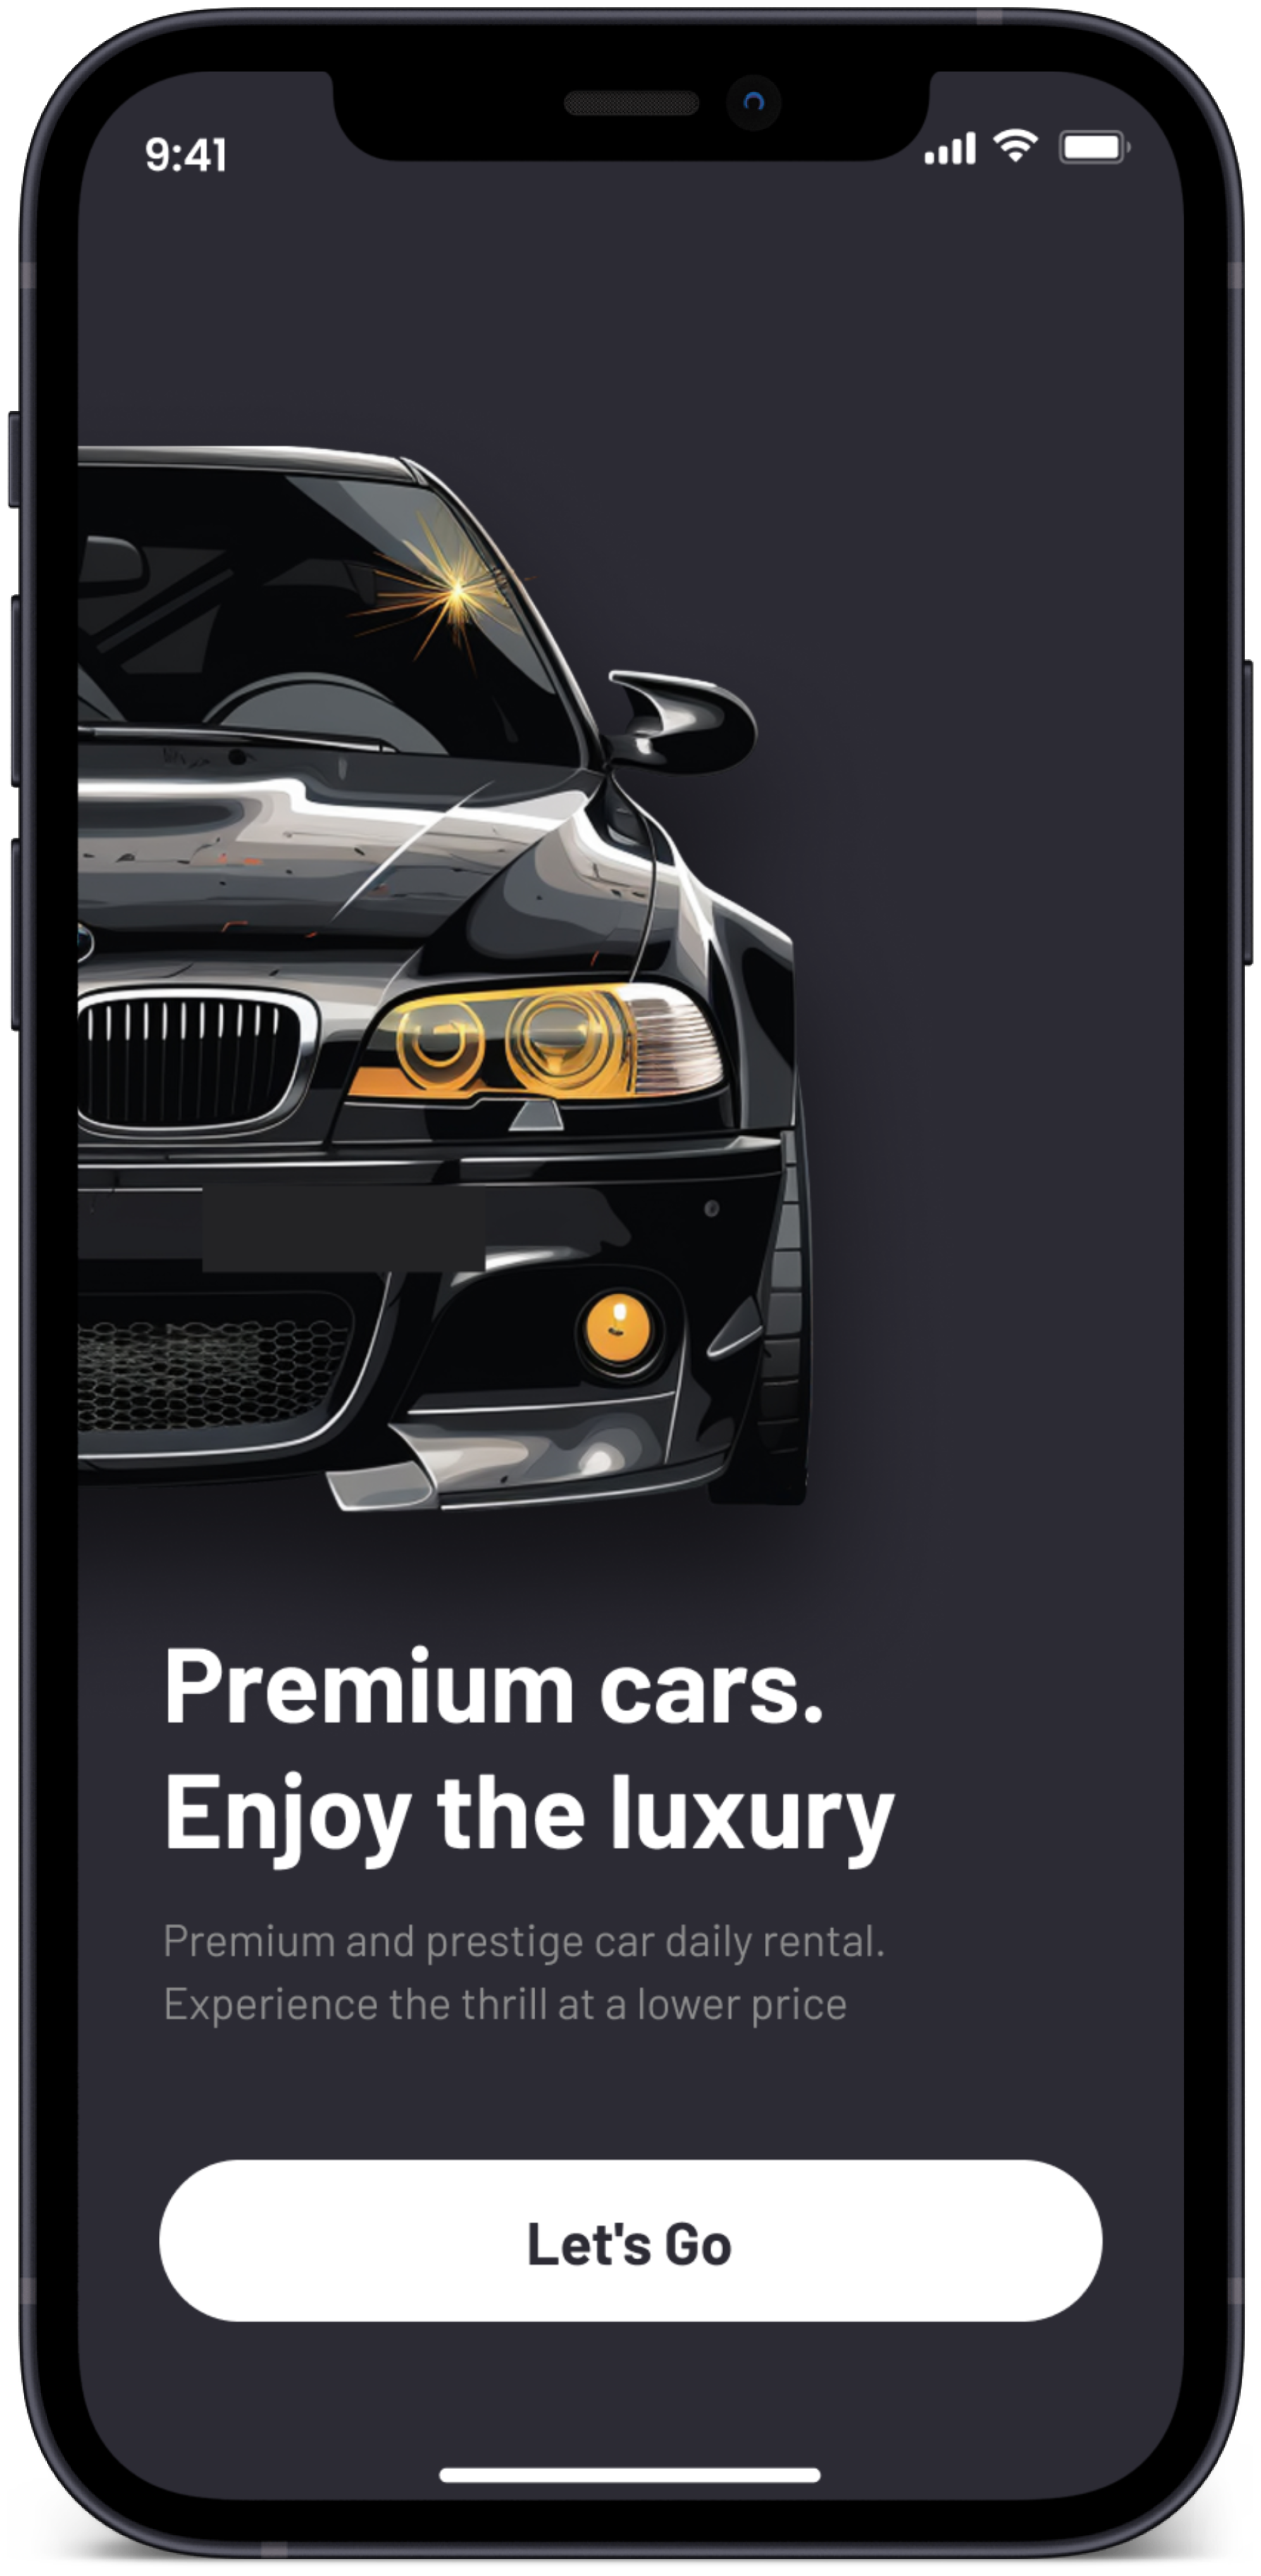 9:41
Premium cars.
Enjoy the luxury
Premium and prestige car daily rental.
Experience the thrill at a lower price
Let's Go